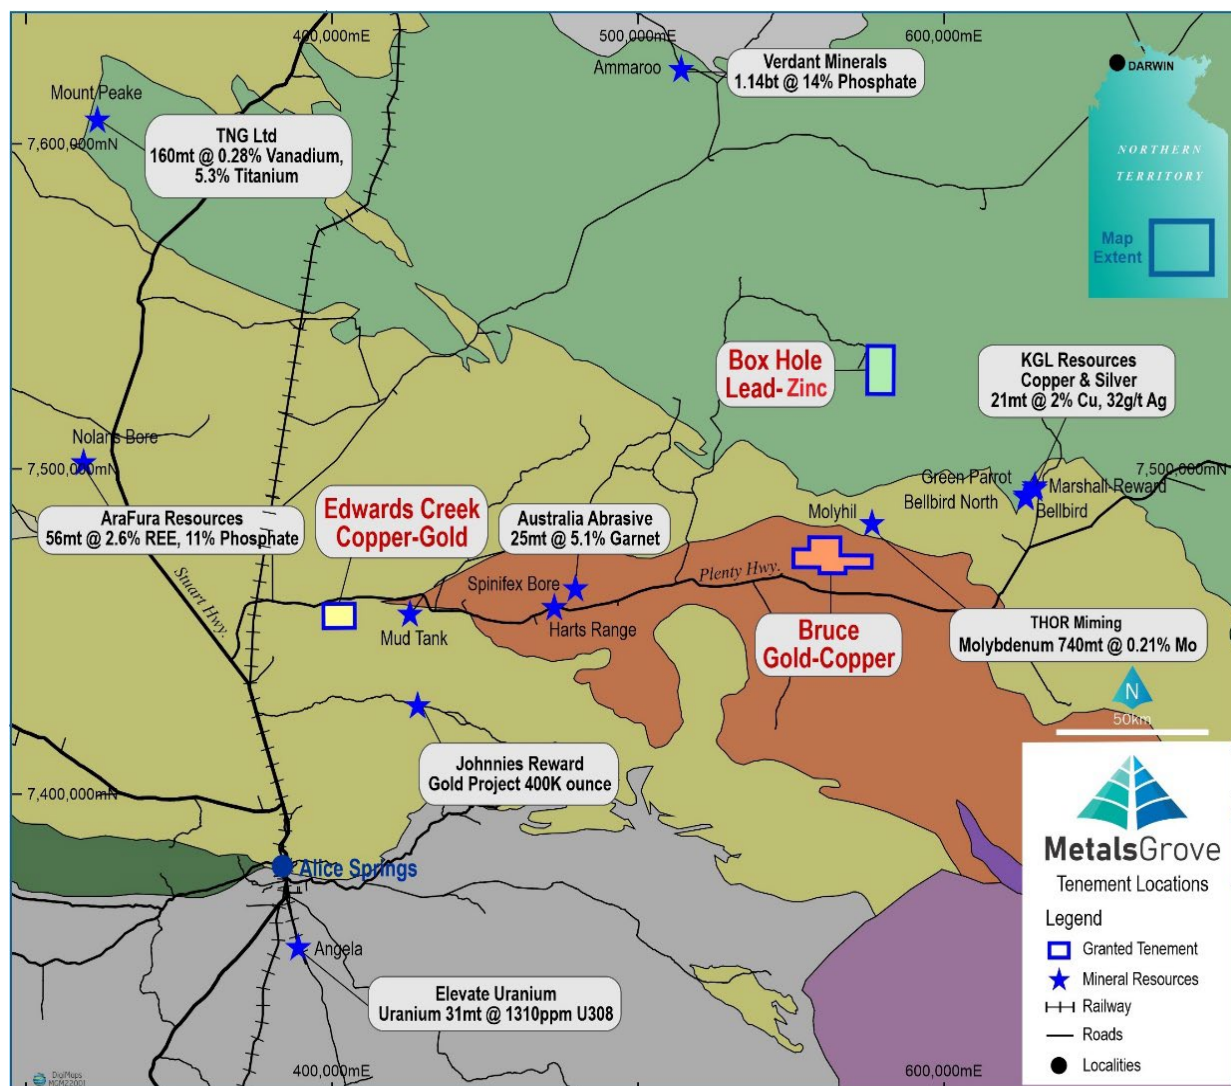 400,000mE
500,000mE
600,000mE
Ammaroo
Verdant Minerals
1.14bt @ 14% Phosphate
DARWIN
NORTHERN
TERRITORY
Map
Extent
Mount Peake
7,600,000mN
TNG Ltd
160mt @ 0.28% Vanadium,
5.3% Titanium
Box Hole
Lead- Zinc
KGL Resources
Copper & Silver
21mt @ 2% Cu, 32g/t Ag
Nolans Bore
7,500,000mN
7,500,000mN
Green Parrot
Marshall-Reward
Bellbird North
Bellbird
Molyhil
AraFura Resources
56mt @ 2.6% REE, 11% Phosphate
Edwards Creek
Copper-Gold
Australia Abrasive
25mt @ 5.1% Garnet
Stuart Hwy.
Plenty Hwy.
Spinifex Bore
Mud Tank
Harts Range
Bruce
Gold-Copper
THOR Miming
Molybdenum 740mt @ 0.21% Mo
N
50km
Johnnies Reward
Gold Project 400K ounce
7,400,000mN
Alice Springs
Angela
Elevate Uranium
Uranium 31mt @ 1310ppm U308
MetalsGrove
Tenement Locations
Legend
Granted Tenement
Mineral Resources
Railway
Roads
Localities
DigiMaps
MGM22001
400,000mE
600,000mE